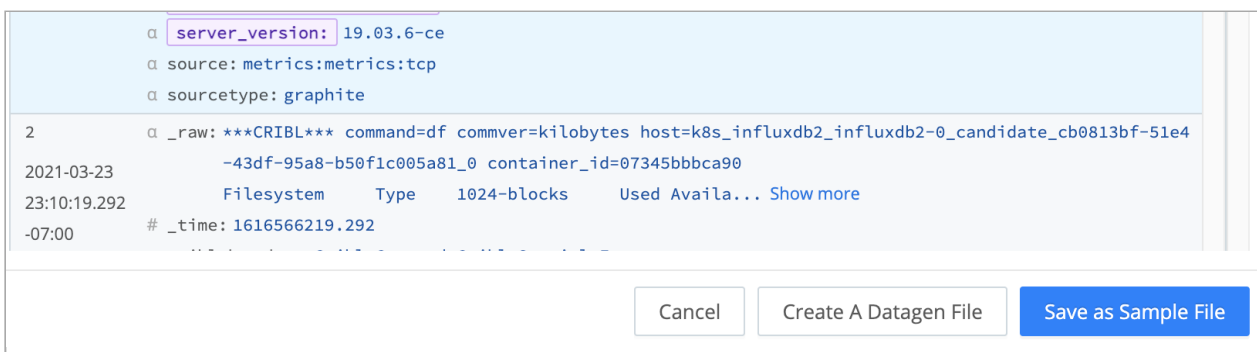 α server_version: 19.03.6-ce
α source: metrics:metrics:tcp
α sourcetype: graphite
2
α _raw: ***CRIBL*** command=df commver=kilobytes host=k8s_influxdb2_influxdb2-0_candidate_cb0813bf-51e4
-43df-95a8-b50f1c005a81_0 container_id=07345bbbca90
Filesystem Type 1024-blocks Used Availa... Show more
2021-03-23
23:10:19.292
-07:00
# _time: 1616566219.292
Cancel
Create A Datagen File
Save as Sample File